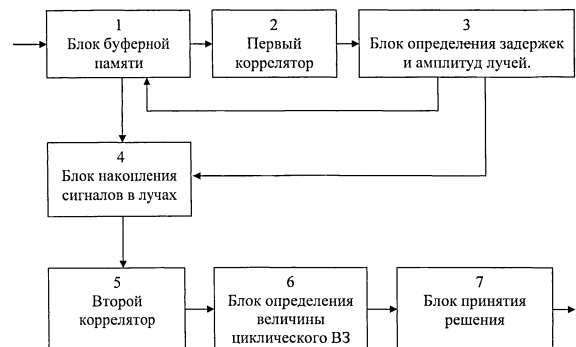 1
Блок буферной
памяти
2
Первый
коррелятор
3
Блок определения задержек
и амплитуд лучей.
4
Блок накопления
сигналов в лучах
5
Второй
коррелятор
6
Блок определения
величины
циклического ВЗ
7
Блок принятия
решения